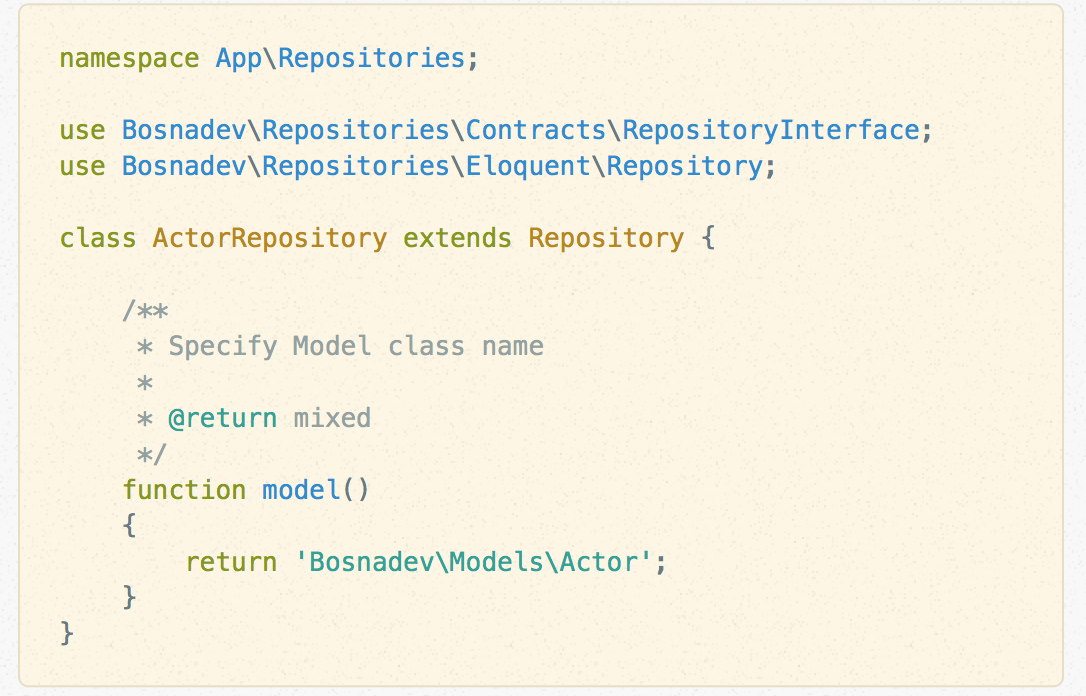 namespace App\Repositories;

use Bosnadev\Repositories\Contracts\RepositoryInterface;
use Bosnadev\Repositories\Eloquent\Repository;

class ActorRepository extends Repository {

    /**
     * Specify Model class name
     *
     * @return mixed
     */
    function model()
    {
        return 'Bosnadev\Models\Actor';
    }
}